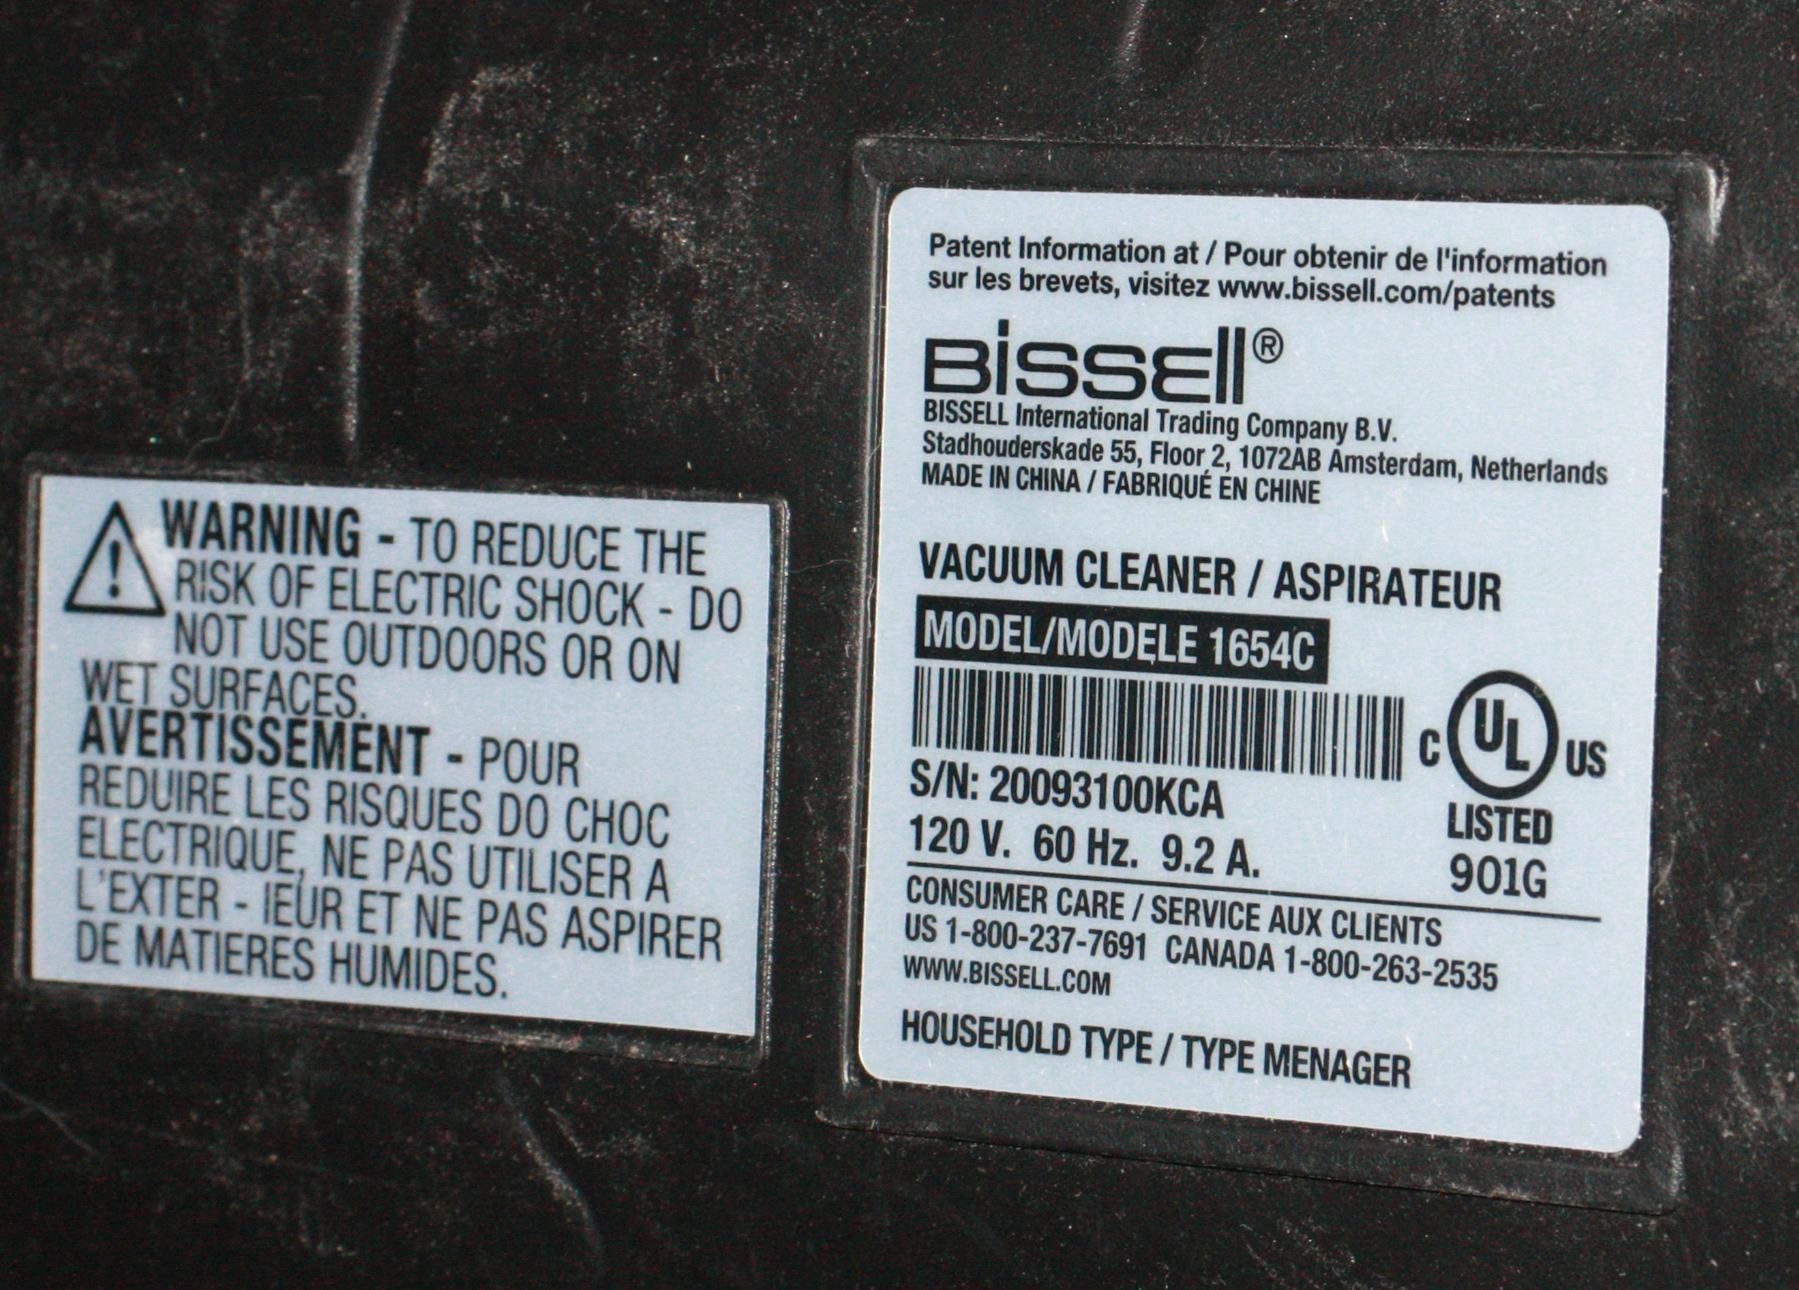 WARNING - TO REDUCE THE
RISK OF ELECTRIC SHOCK - DO
NOT USE OUTDOORS OR ON
WET SURFACES.
AVERTISSEMENT - POUR
REDUIRE LES RISQUES DO CHOC
ELECTRIQUE, NE PAS UTILISER A
L'EXTER - IEUR ET NE PAS ASPIRER
DE MATIERES HUMIDES.
Patent Information at / Pour obtenir de l'information
sur les brevets, visitez www.bissell.com/patents
BISSELL®
BISSELL International Trading Company B.V.
Stadhouderskade 55, Floor 2, 1072AB Amsterdam, Netherlands
MADE IN CHINA / FABRIQUÉ EN CHINE
VACUUM CLEANER / ASPIRATEUR
MODEL/MODELE 1654C
C UL US
LISTED
901G
S/N: 20093100KCA
120 V. 60 Hz. 9.2 A.
CONSUMER CARE / SERVICE AUX CLIENTS
US 1-800-237-7691 CANADA 1-800-263-2535
WWW.BISSELL.COM
HOUSEHOLD TYPE / TYPE MENAGER